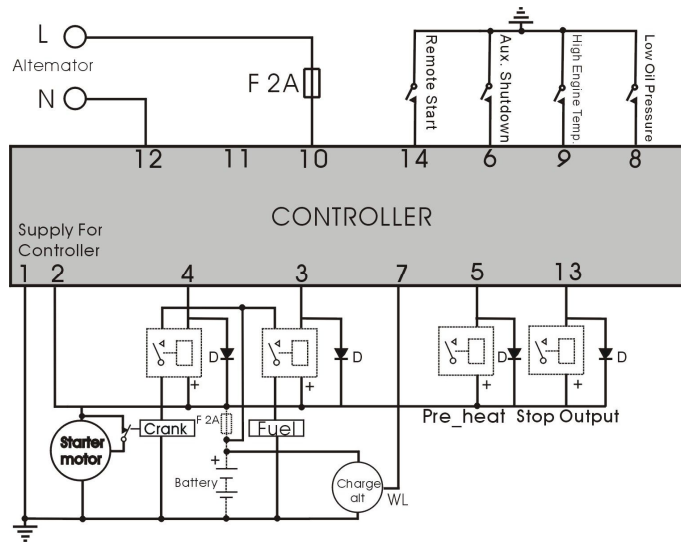 L
Altemator
N
F 2A
Remote Start
Aux. Shutdown
High Engine Temp.
Low Oil Pressure
12 11 10 14 6 9 8
CONTROLLER
Supply For
Controller
1 2 4 3 7 5 13
D
D
D
D
+
+
+
+
Pre_heat
Stop Output
Starter
motor
Crank
F 2A
Fuel
+
Battery
Charge
alt
WL